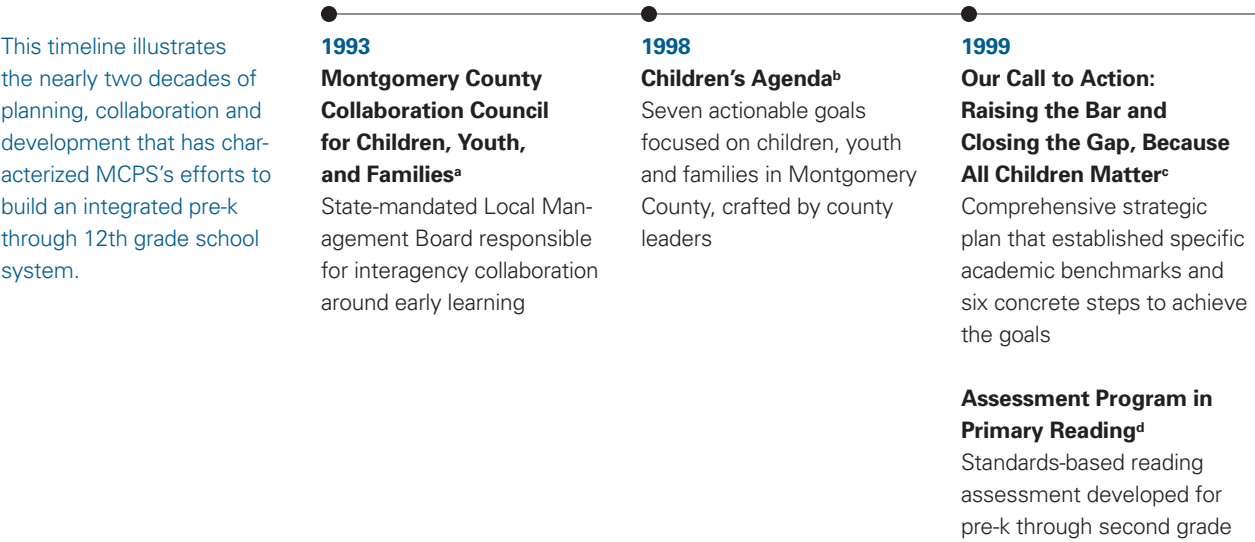 This timeline illustrates
the nearly two decades of
planning, collaboration and
development that has char-
acterized MCPS’s efforts to
build an integrated pre-k
through 12th grade school
system.
1993
Montgomery County
Collaboration Council
for Children, Youth,
and Familiesᵃ
State-mandated Local Man-
agement Board responsible
for interagency collaboration
around early learning
1998
Children’s Agendaᵇ
Seven actionable goals
focused on children, youth
and families in Montgomery
County, crafted by county
leaders
1999
Our Call to Action:
Raising the Bar and
Closing the Gap, Because
All Children Matterᶜ
Comprehensive strategic
plan that established specific
academic benchmarks and
six concrete steps to achieve
the goals
Assessment Program in
Primary Readingᵈ
Standards-based reading
assessment developed for
pre-k through second grade